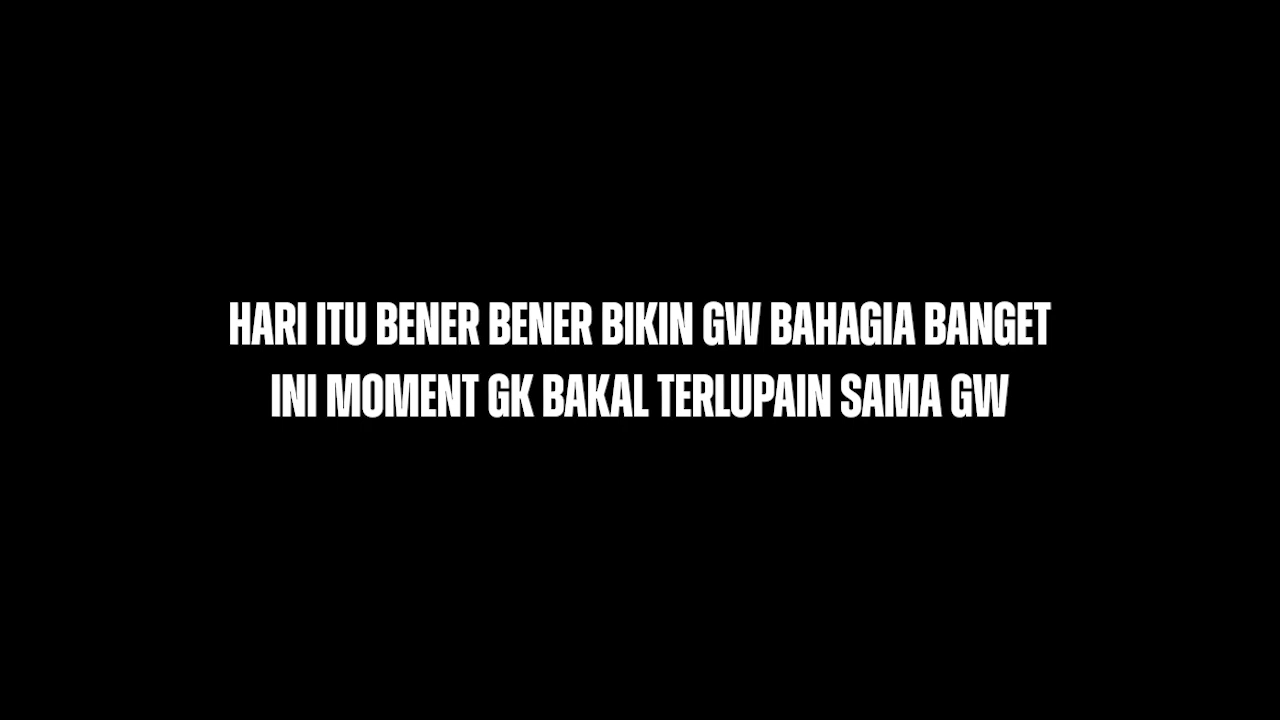 HARI ITU BENER BENER BIKIN GW BAHAGIA BANGET
INI MOMENT GK BAKAL TERLUPAIN SAMA GW